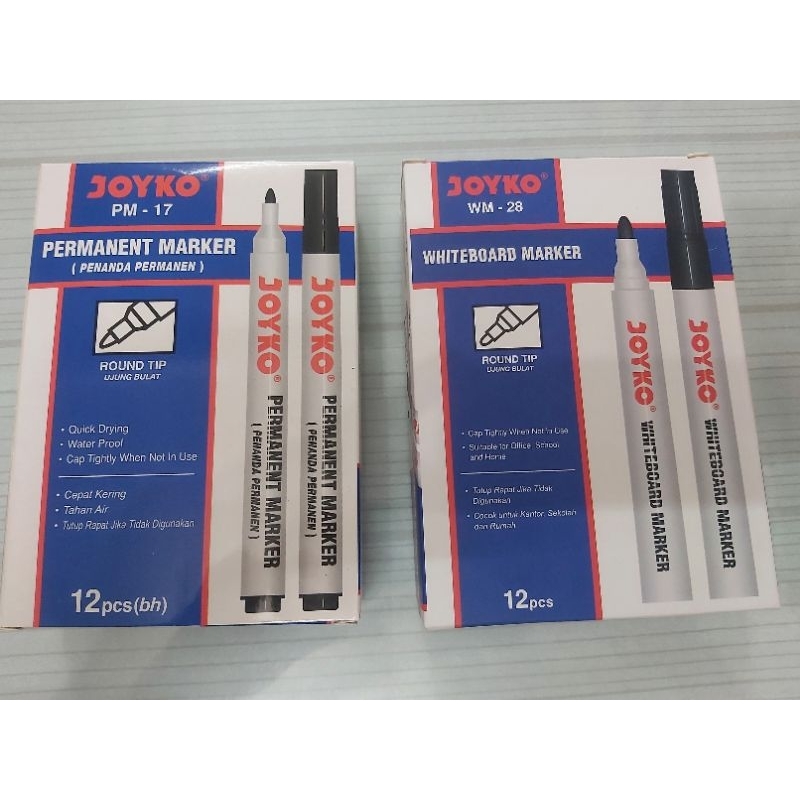 JOYKO®
PM - 17
PERMANENT MARKER
( PENANDA PERMANEN )
ROUND TIP
UJUNG BULAT
• Quick Drying
• Water Proof
• Cap Tightly When Not In Use
• Cepat Kering
• Tahan Air
• Tutup Rapat Jika Tidak Digunakan
12pcs(bh)
JOYKO®
PERMANENT MARKER
( PENANDA PERMANEN )
JOYKO®
PERMANENT MARKER
( PENANDA PERMANEN )
JOYKO®
WM - 28
WHITEBOARD MARKER
ROUND TIP
UJUNG BULAT
• Cap Tightly When Not In Use
• Suitable for Office, School
and Home
• Tutup Rapat Jika Tidak
Digunakan
• Cocok untuk Kantor, Sekolah
dan Rumah
12pcs
JOYKO®
WHITEBOARD MARKER
JOYKO®
WHITEBOARD MARKER